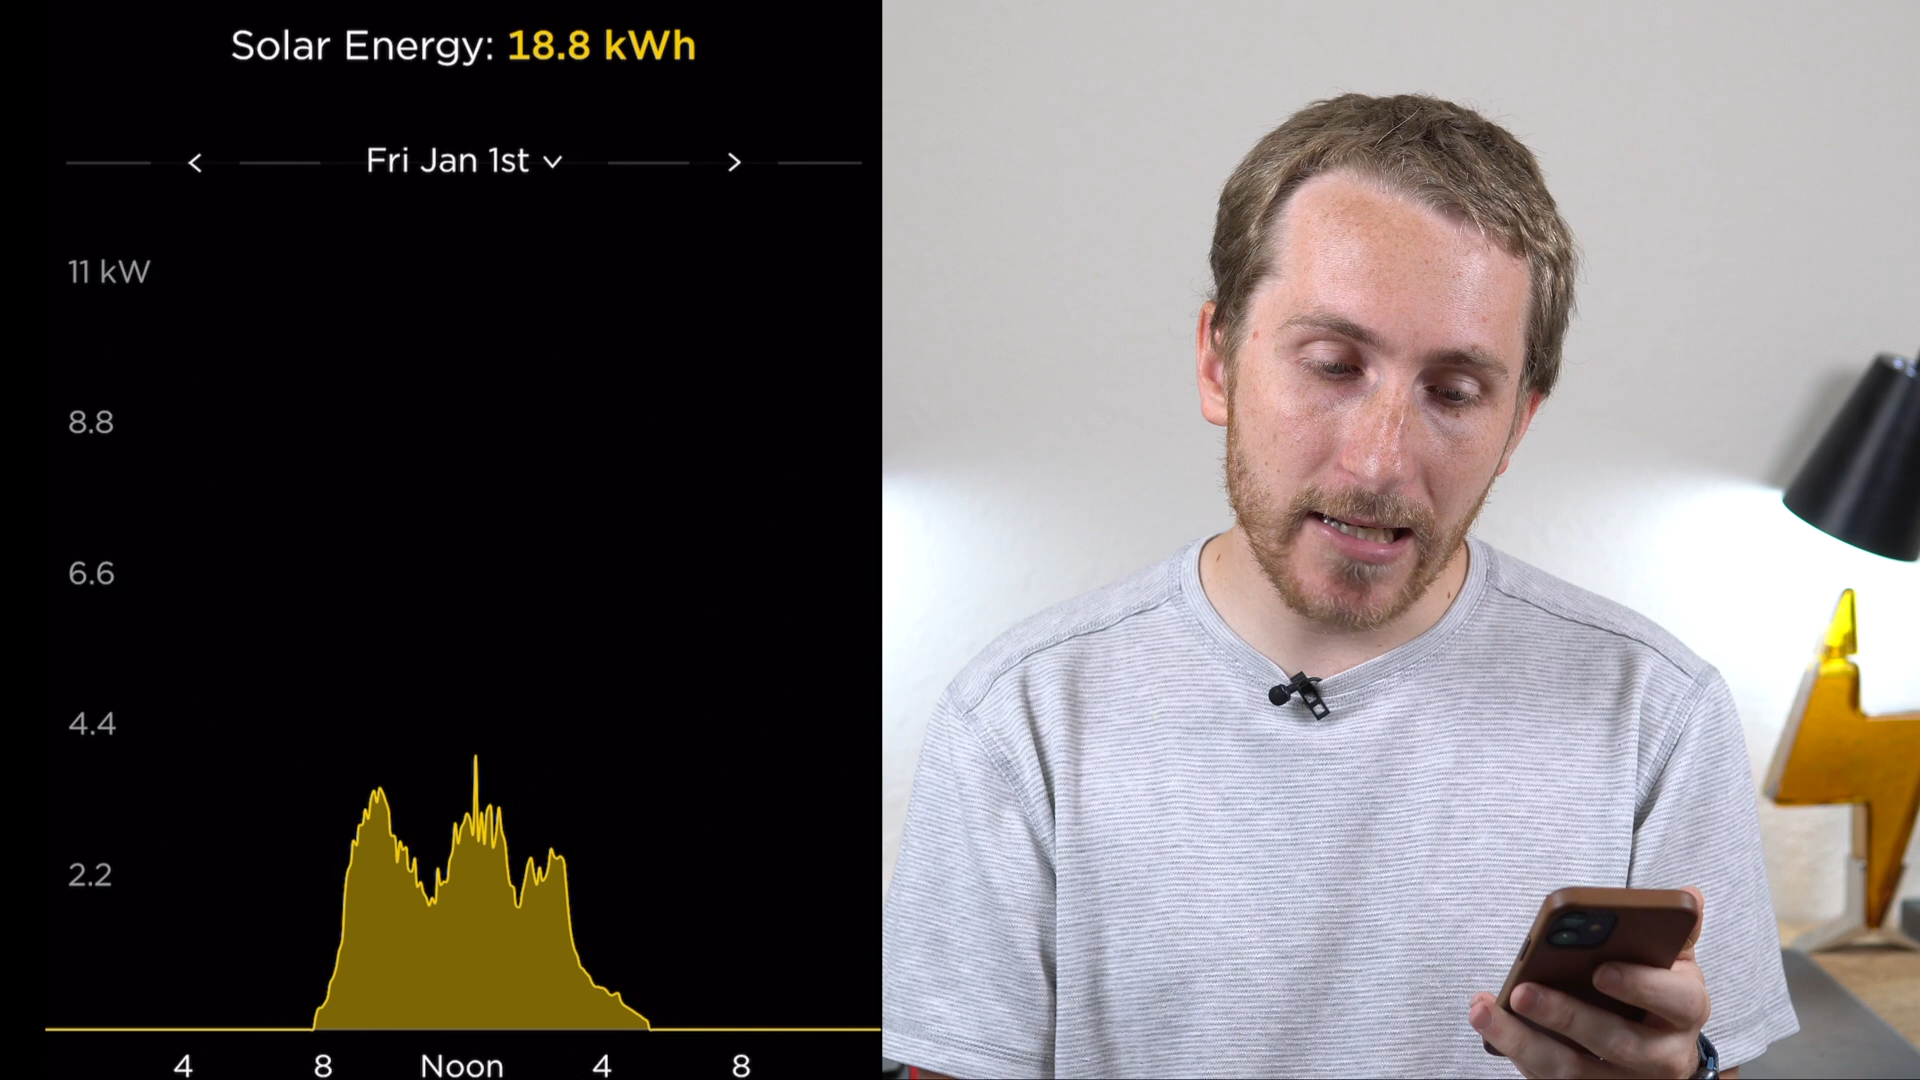 Solar Energy: 18.8 kWh
< Fri Jan 1st >
11 kW
8.8
6.6
4.4
2.2
4 8 Noon 4 8